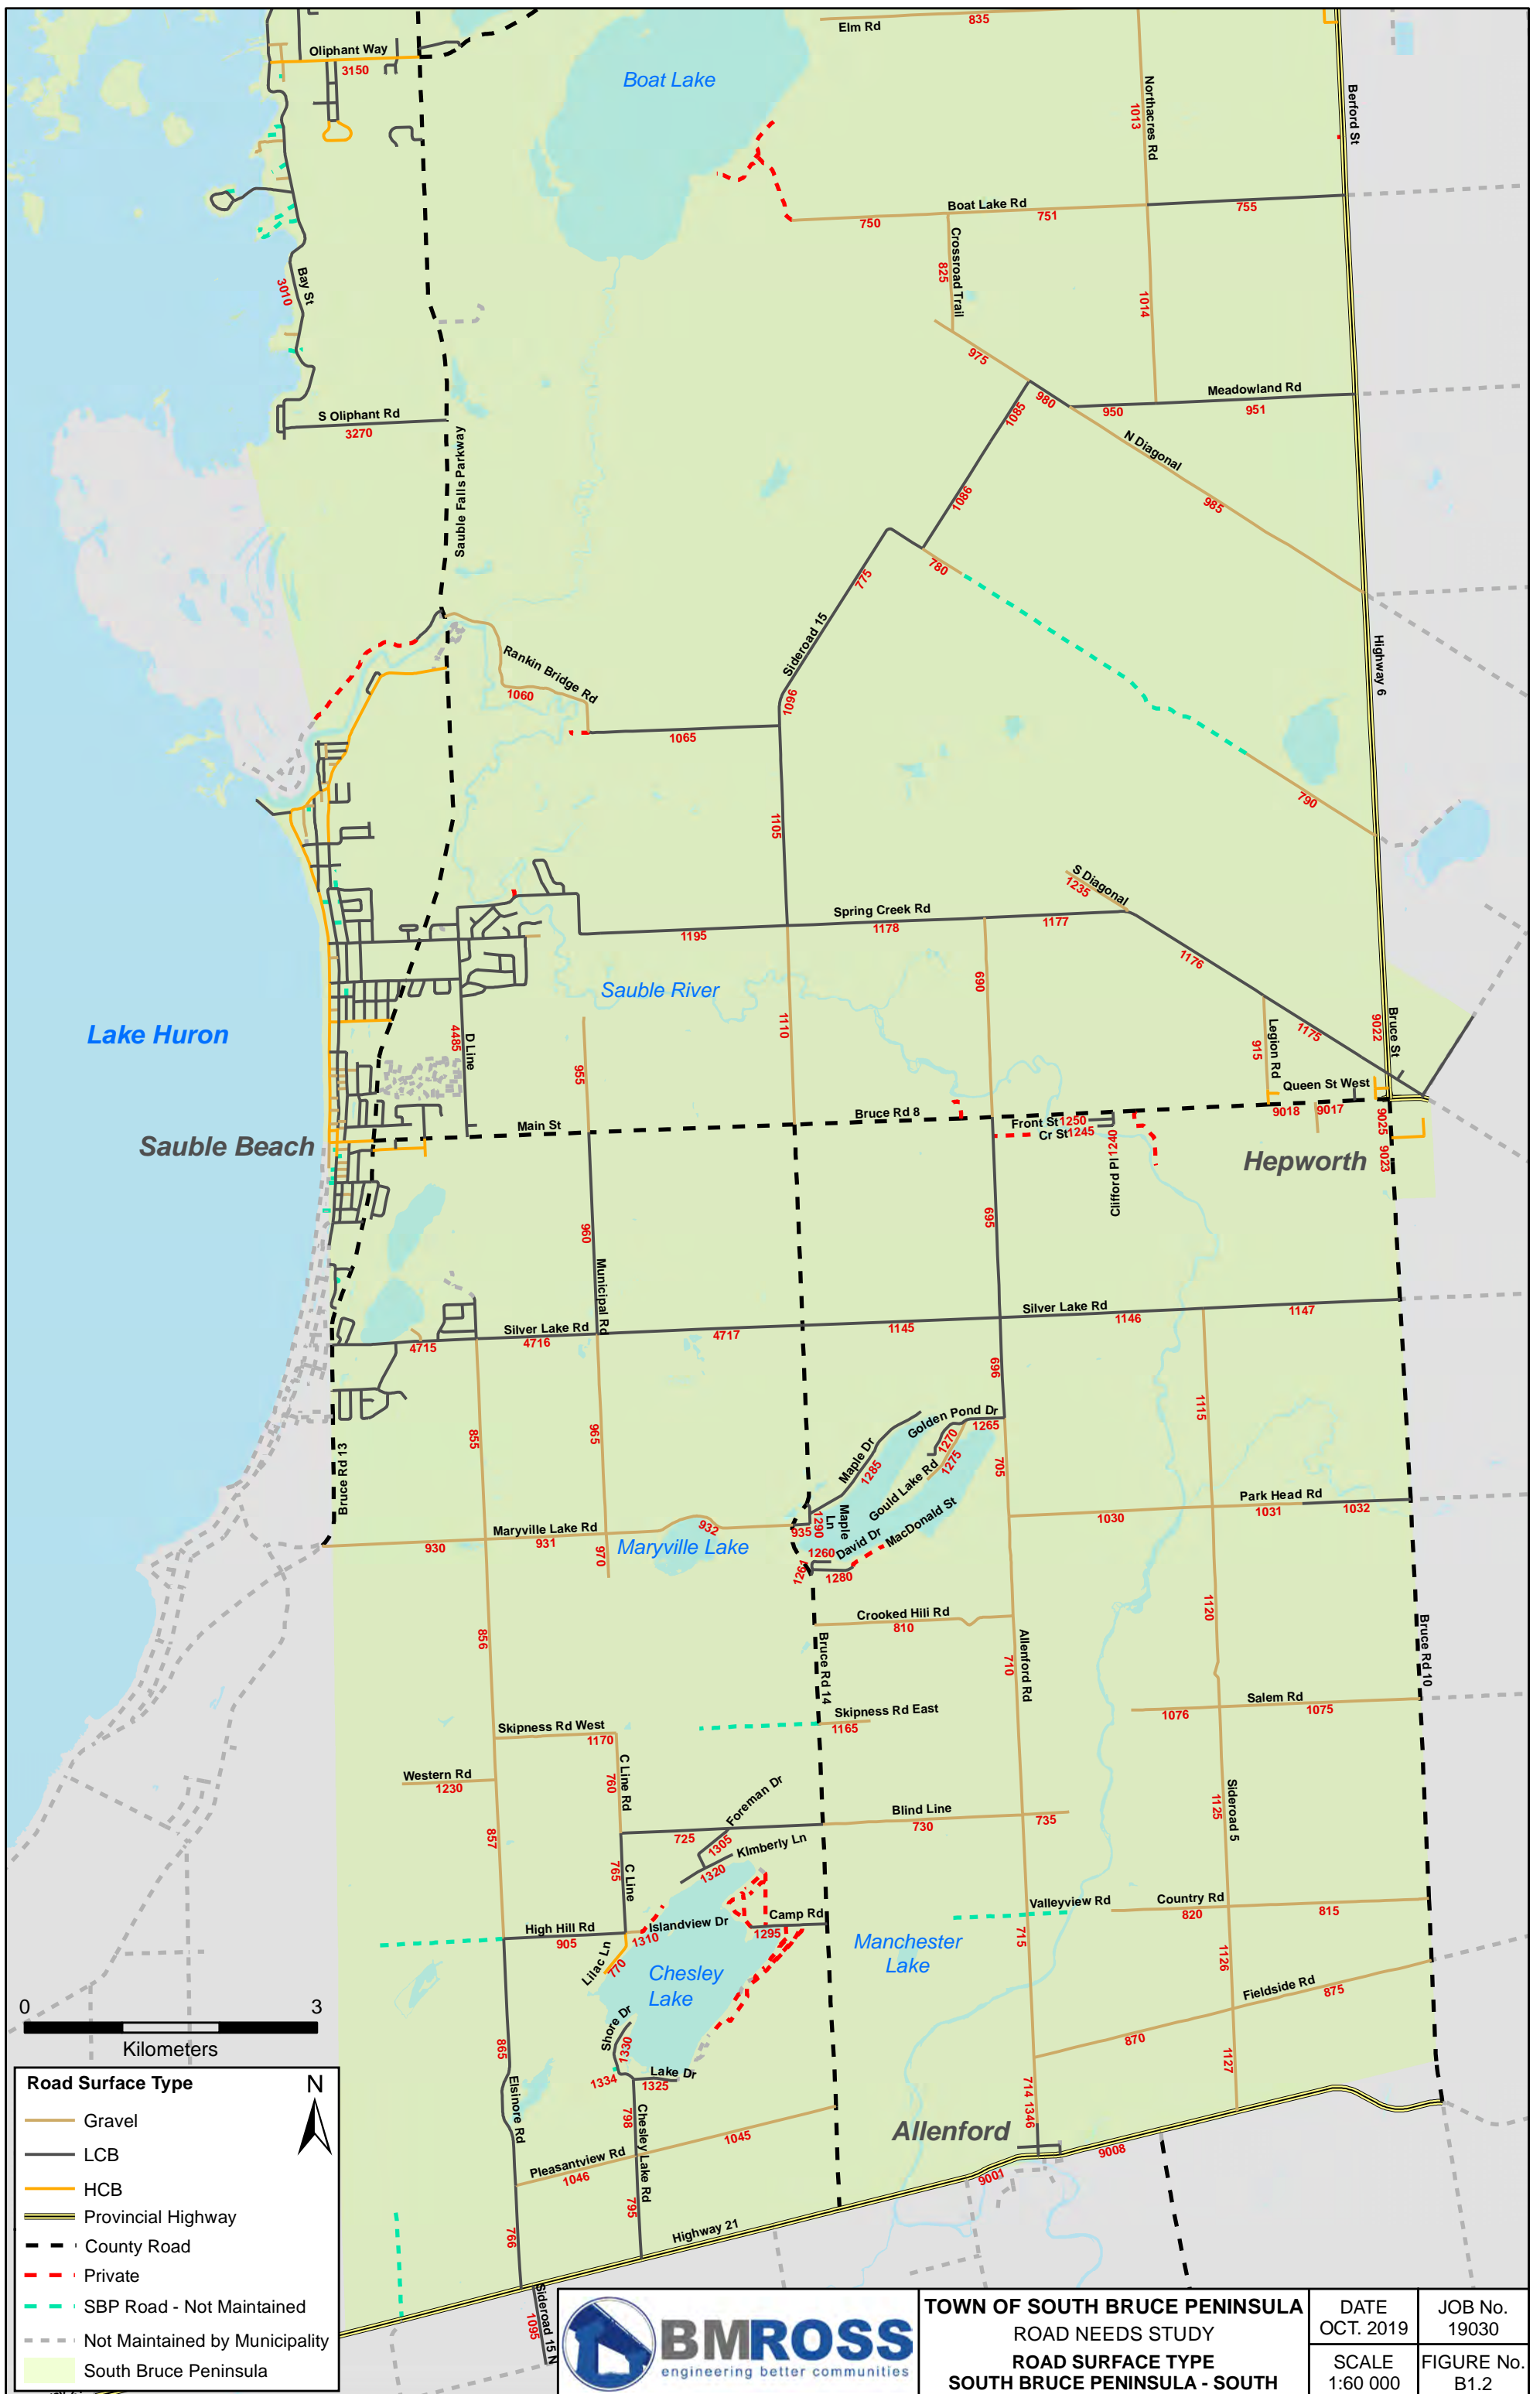 Elm Rd
835
Oliphant Way
3150
Boat Lake
Northacres Rd
1013
Berford St
Boat Lake Rd
750
751
755
Crossroad Trail
825
1014
Bay St
3010
975
980
Meadowland Rd
950
951
1085
N Diagonal
985
S Oliphant Rd
3270
Sauble Falls Parkway
1086
780
775
Sideroad 15
Highway 6
Rankin Bridge Rd
1060
1096
1065
790
1105
S Diagonal
1235
Spring Creek Rd
1195
1178
1177
1176
690
Sauble River
Lake Huron
4485
D Line
955
1110
Legion Rd
915
1175
9022
Bruce St
Queen St West
9018
9017
9025
9023
Bruce Rd 8
Main St
Front St 1250
Cr St 1245
Clifford Pl 1240
Sauble Beach
Hepworth
960
695
Municipal Rd
Silver Lake Rd
1147
1146
Silver Lake Rd
4715
4716
4717
1145
696
1115
855
965
Golden Pond Dr
1265
1270
1275
Maple Dr
1285
Gould Lake Rd
705
Bruce Rd 13
MacDonald St
Maple Ln
1290
Park Head Rd
1030
1031
1032
Maryville Lake Rd
930
931
932
935
970
Maryville Lake
David Dr
1260
1261
1280
1120
Crooked Hill Rd
810
856
Bruce Rd 14
Allenford Rd
710
Bruce Rd 10
Skipness Rd East
1165
Salem Rd
1076
1075
Skipness Rd West
1170
Western Rd
1230
C Line Rd
760
Foreman Dr
Blind Line
730
735
Sideroad 5
1125
857
725
1305
KImberly Ln
1320
765
C Line
Valleyview Rd
Country Rd
820
815
High Hill Rd
905
Islandview Dr
1310
Camp Rd
1295
715
Manchester
Lake
Lilac Ln
770
Chesley
Lake
1126
Fieldside Rd
875
870
Shore Dr
1330
865
1127
Lake Dr
1334
1325
714
1346
Elsinore Rd
798
Chesley Lake Rd
1045
Allenford
Pleasantview Rd
1046
9008
9001
795
766
Highway 21
Sideroad 15 N
1095
0
3
Kilometers
Road Surface Type
N
Gravel
LCB
HCB
Provincial Highway
County Road
Private
SBP Road - Not Maintained
Not Maintained by Municipality
South Bruce Peninsula
BMROSS
engineering better communities
TOWN OF SOUTH BRUCE PENINSULA
ROAD NEEDS STUDY
ROAD SURFACE TYPE
SOUTH BRUCE PENINSULA - SOUTH
DATE
OCT. 2019
JOB No.
19030
SCALE
1:60 000
FIGURE No.
B1.2